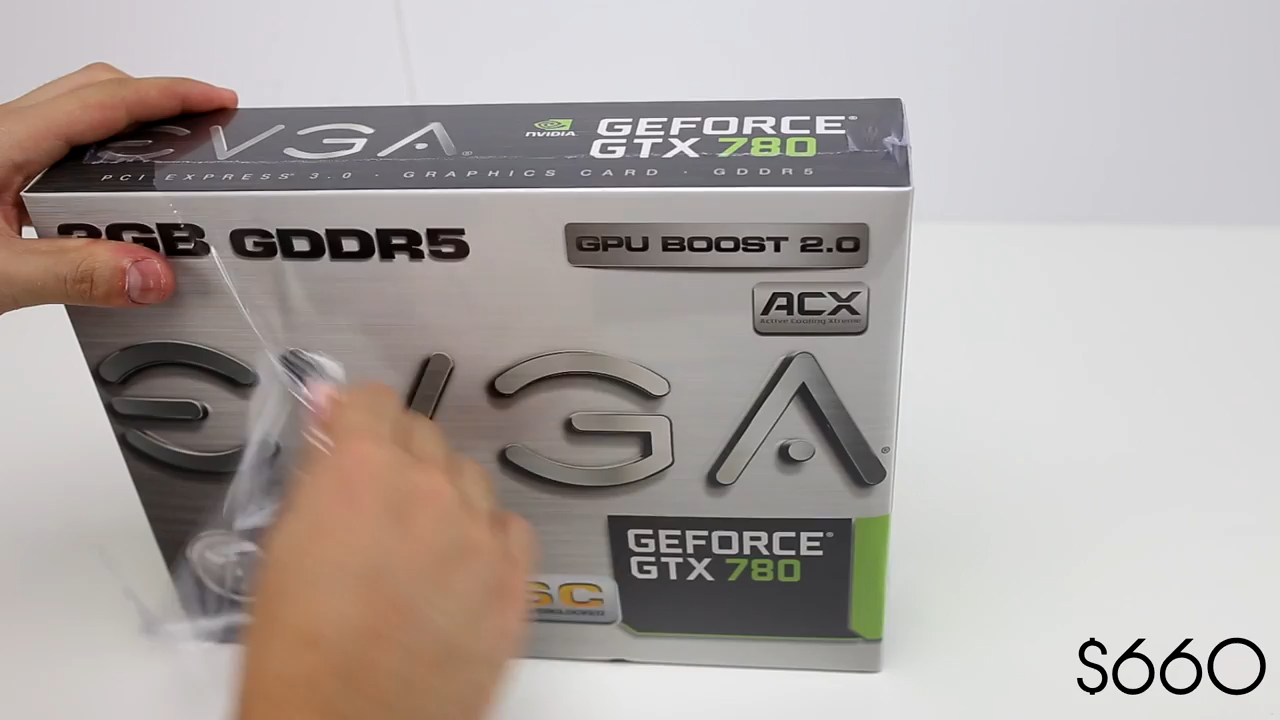 EVGA®
NVIDIA
GEFORCE®
GTX 780
PCI EXPRESS® 3.0 · GRAPHICS CARD · GDDR5
3GB GDDR5
GPU BOOST 2.0
ACX
Active Cooling Xtreme
EVGA®
GEFORCE®
GTX 780
SC
$660